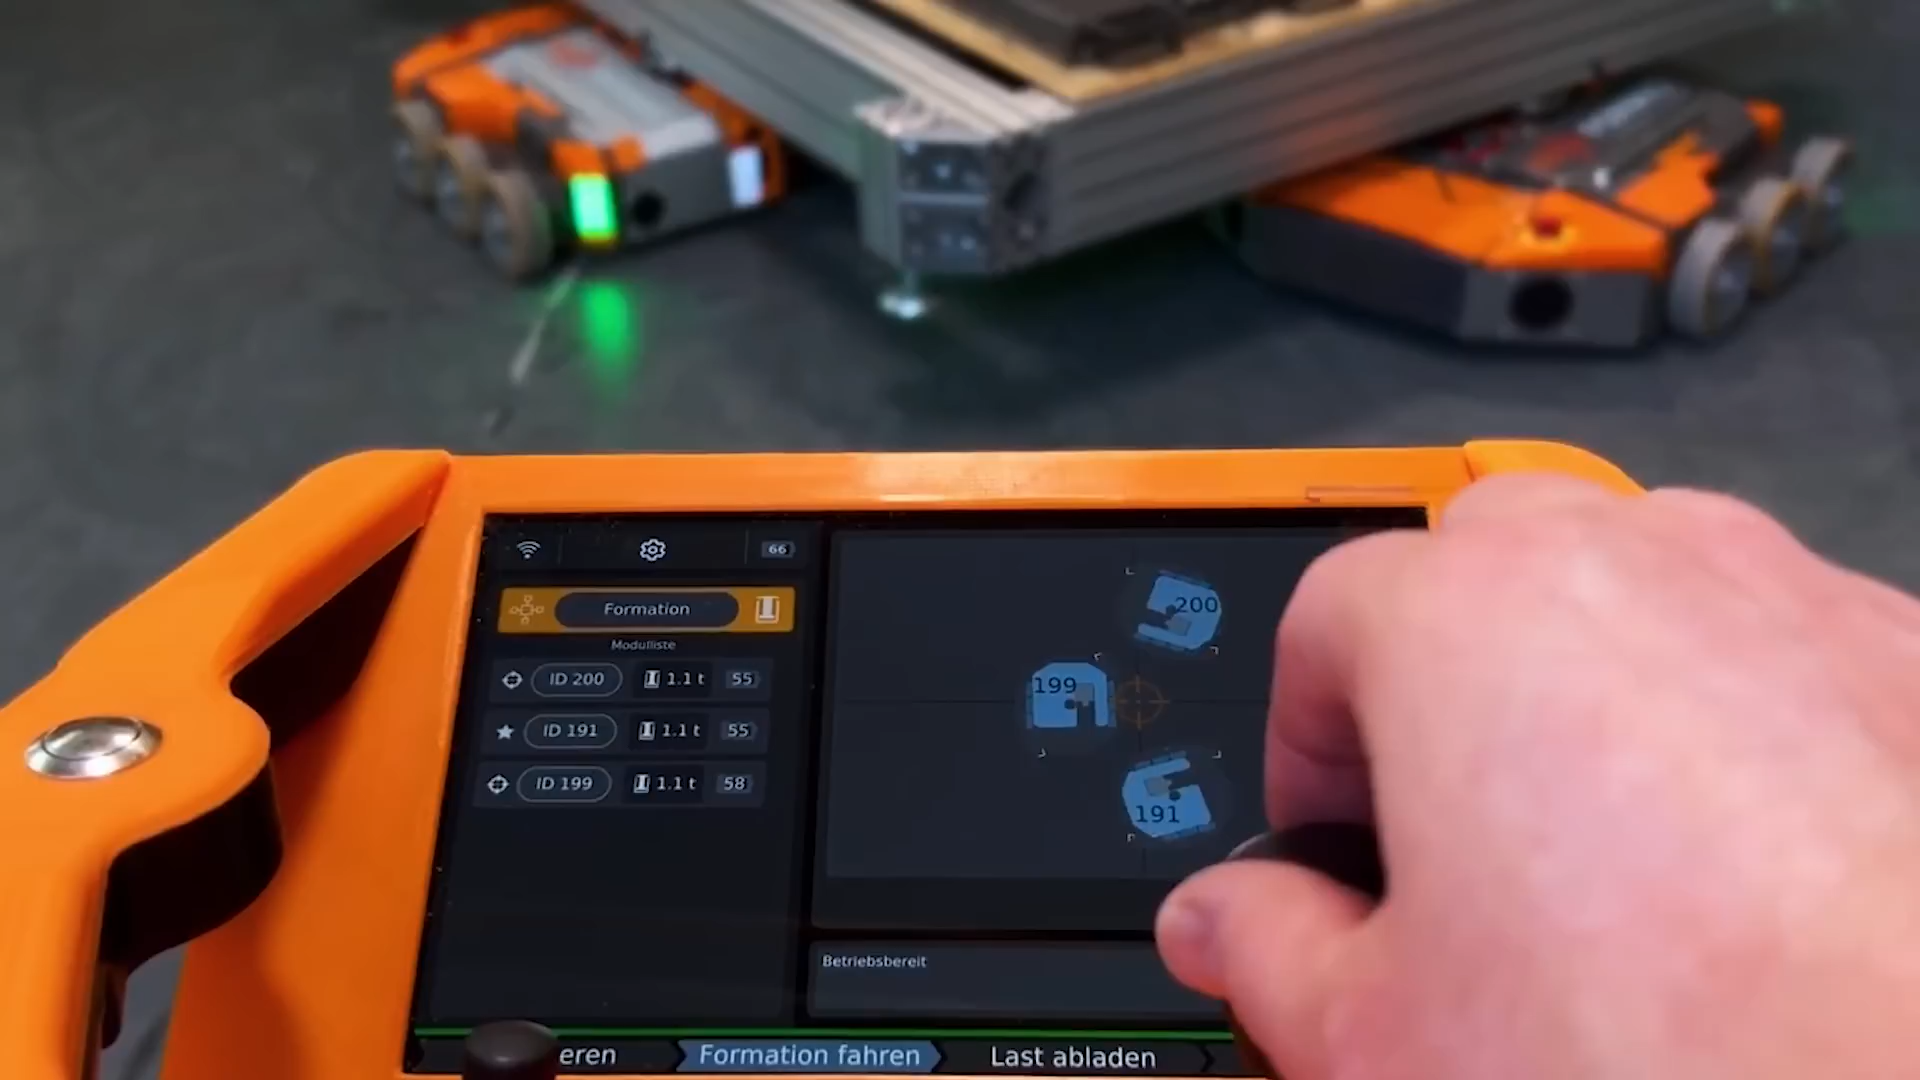 66
Formation
Modulliste
ID 200 1.1 t 55
ID 191 1.1 t 55
ID 199 1.1 t 58
200
199
191
Betriebsbereit
eren Formation fahren Last abladen